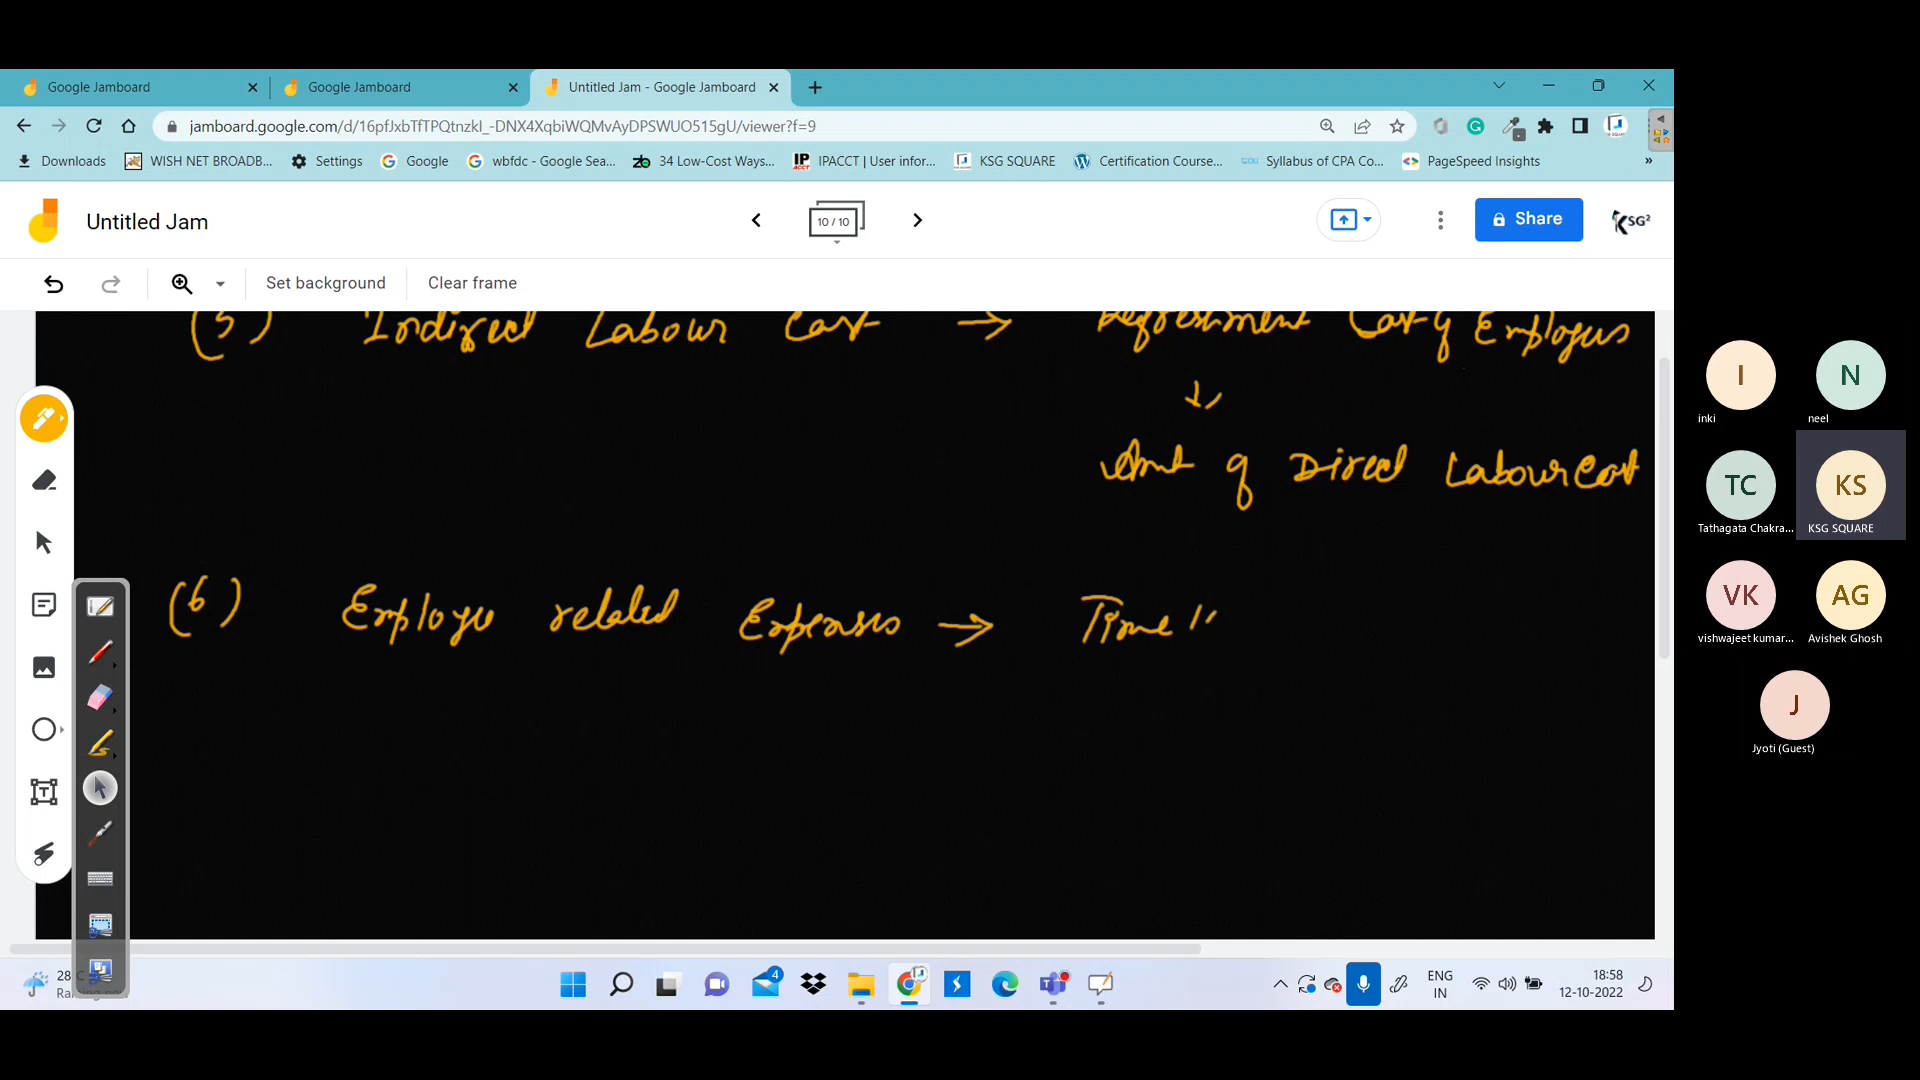 Google Jamboard Google Jamboard Untitled Jam - Google Jamboard
jamboard.google.com/d/16pfJxbTfTPQtnzkI_-DNX4XqbiWQMvAyDPSWUO515gU/viewer?f=9
Downloads WISH NET BROADB... Settings Google wbfdc - Google Sea... 34 Low-Cost Ways... IPACCT | User infor... KSG SQUARE Certification Course... Syllabus of CPA Co... PageSpeed Insights »
Untitled Jam 10 / 10 Share KSG²
Set background Clear frame
(5) Indirect Labour Cost → Cost of Employees
I
inki
N
neel
Amt of Direct Labour Cost
TC
Tathagata Chakra...
KS
KSG SQUARE
(6) Employee related Expenses → Time
VK
vishwajeet kumar...
AG
Avishek Ghosh
J
Jyoti (Guest)
28
4
ENG
IN
18:58
12-10-2022